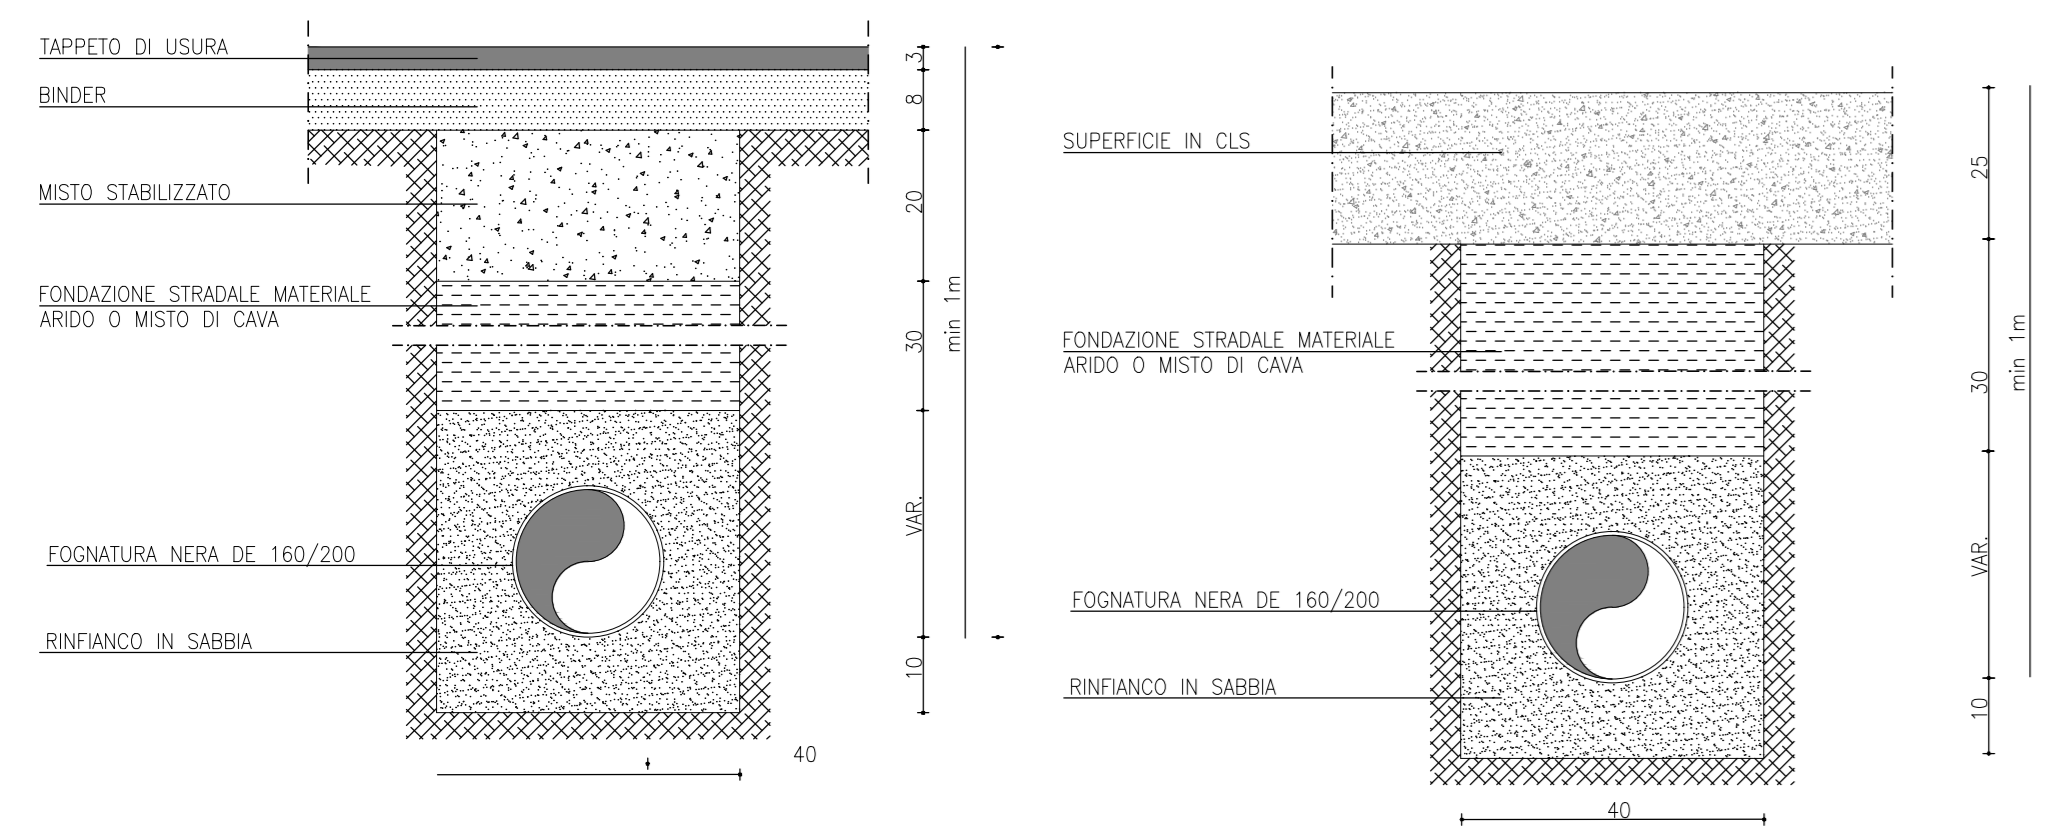 TAPPETO DI USURA
BINDER
MISTO STABILIZZATO
FONDAZIONE STRADALE MATERIALE
ARIDO O MISTO DI CAVA
FOGNATURA NERA DE 160/200
RINFIANCO IN SABBIA
3
8
20
30
VAR.
10
min 1m
40
SUPERFICIE IN CLS
FONDAZIONE STRADALE MATERIALE
ARIDO O MISTO DI CAVA
FOGNATURA NERA DE 160/200
RINFIANCO IN SABBIA
25
30
VAR.
10
min 1m
40